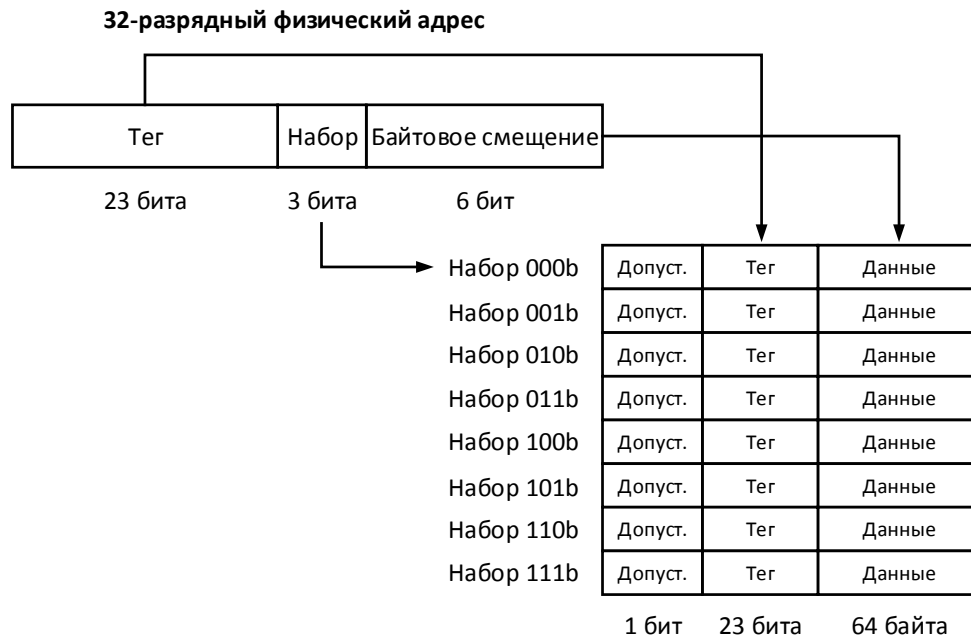 32-разрядный физический адрес
Тег Набор Байтовое смещение
23 бита 3 бита 6 бит
Набор 000b Допуст. Тег Данные
Набор 001b Допуст. Тег Данные
Набор 010b Допуст. Тег Данные
Набор 011b Допуст. Тег Данные
Набор 100b Допуст. Тег Данные
Набор 101b Допуст. Тег Данные
Набор 110b Допуст. Тег Данные
Набор 111b Допуст. Тег Данные
1 бит 23 бита 64 байта